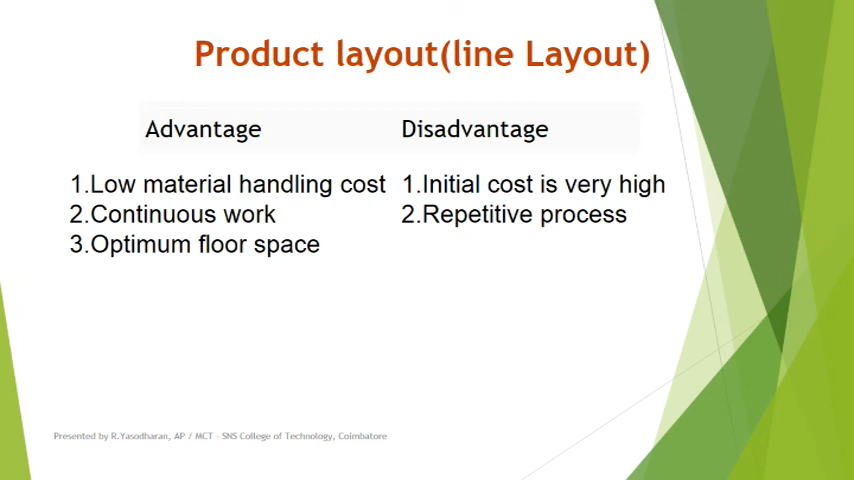 Product layout(line Layout)
Advantage
Disadvantage
1.Low material handling cost
2.Continuous work
3.Optimum floor space
1.Initial cost is very high
2.Repetitive process
Presented by R.Yasodharan, AP / MCT - SNS College of Technology, Coimbatore